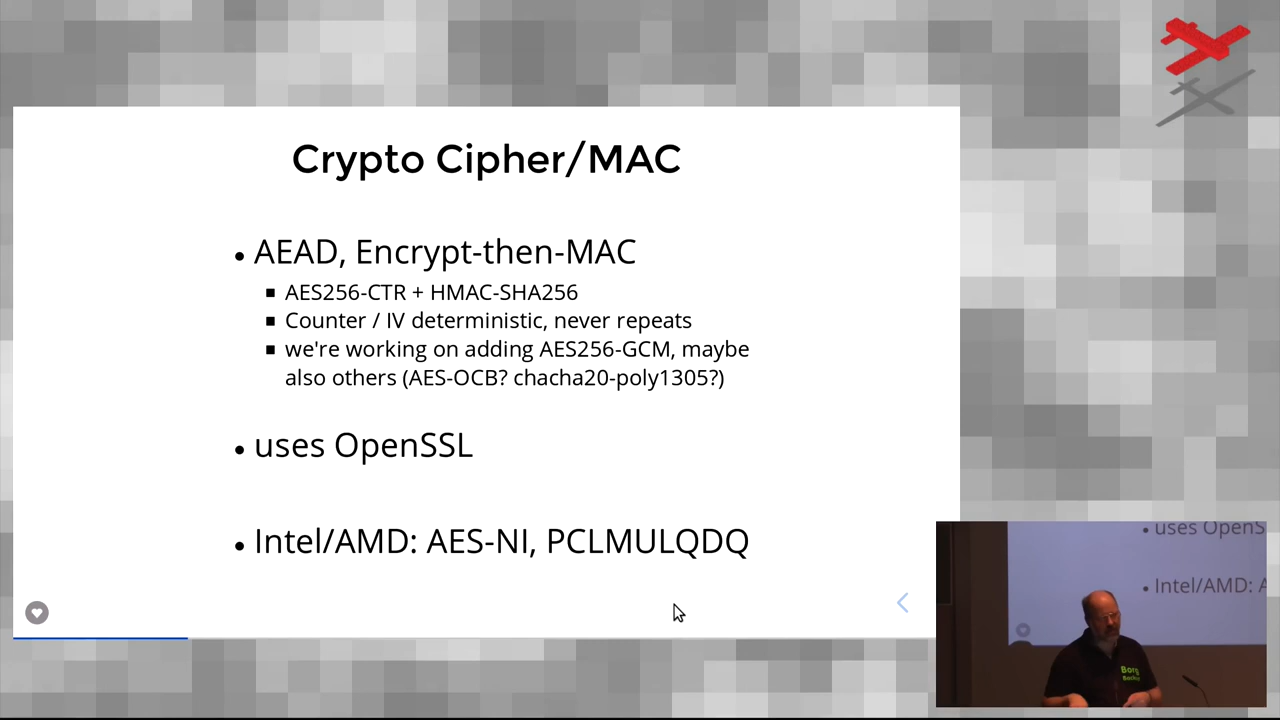 Crypto Cipher/MAC
• AEAD, Encrypt-then-MAC
▪ AES256-CTR + HMAC-SHA256
▪ Counter / IV deterministic, never repeats
▪ we're working on adding AES256-GCM, maybe
also others (AES-OCB? chacha20-poly1305?)
• uses OpenSSL
• Intel/AMD: AES-NI, PCLMULQDQ
• uses OpenS
• Intel/AMD: A
Borg
Backup